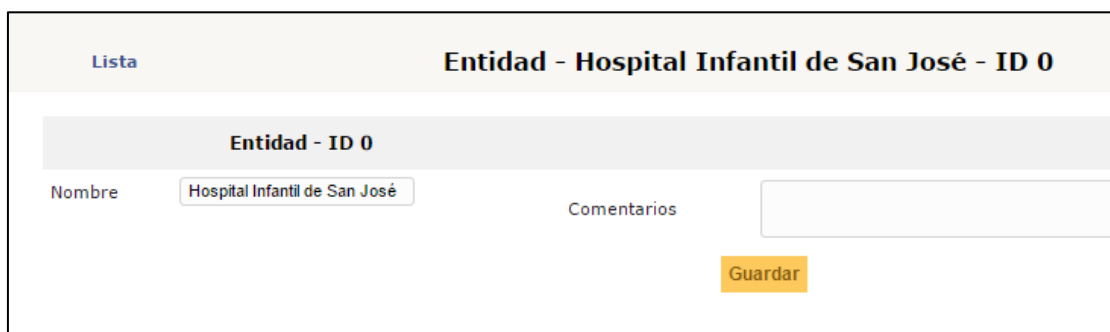 Lista
Entidad - Hospital Infantil de San José - ID 0
Entidad - ID 0
Nombre
Hospital Infantil de San José
Comentarios
Guardar